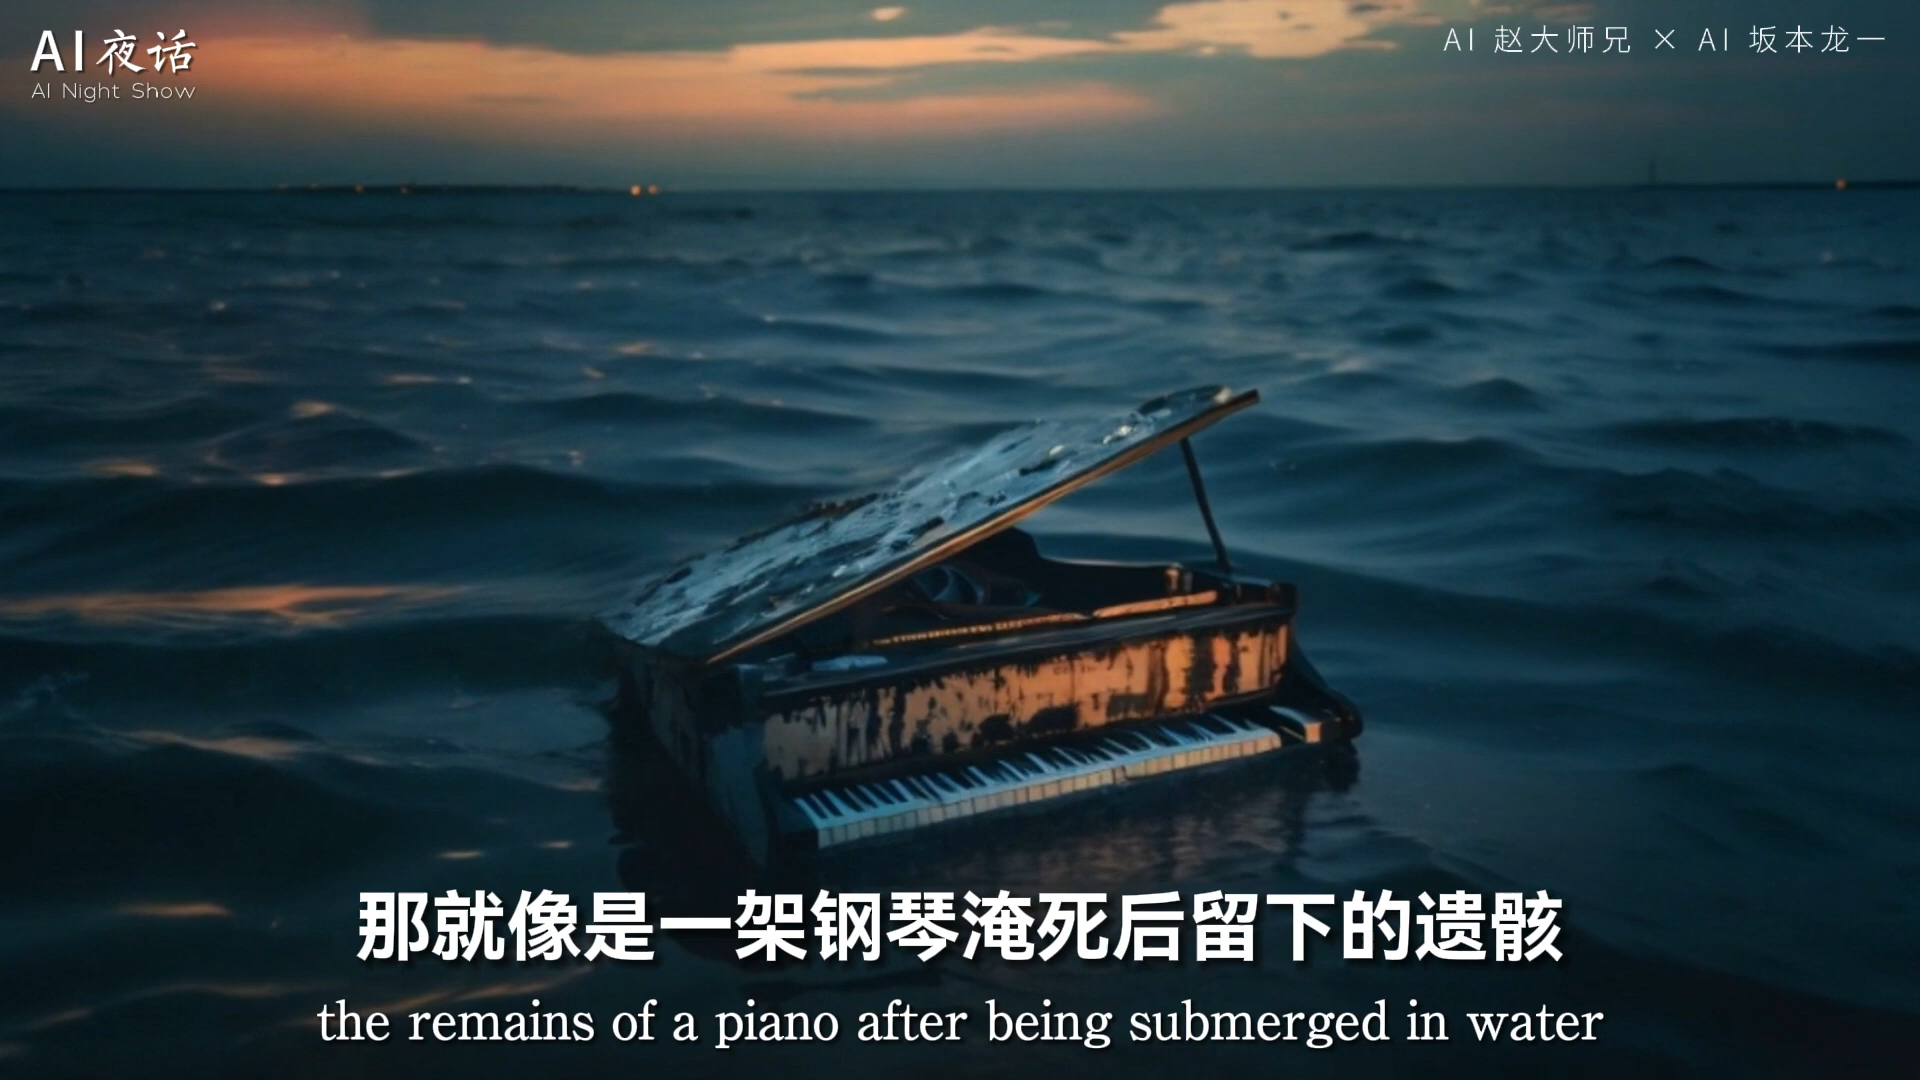 AI夜话
AI Night Show
AI 赵大师兄 × AI 坂本龙一
那就像是一架钢琴淹死后留下的遗骸
the remains of a piano after being submerged in water